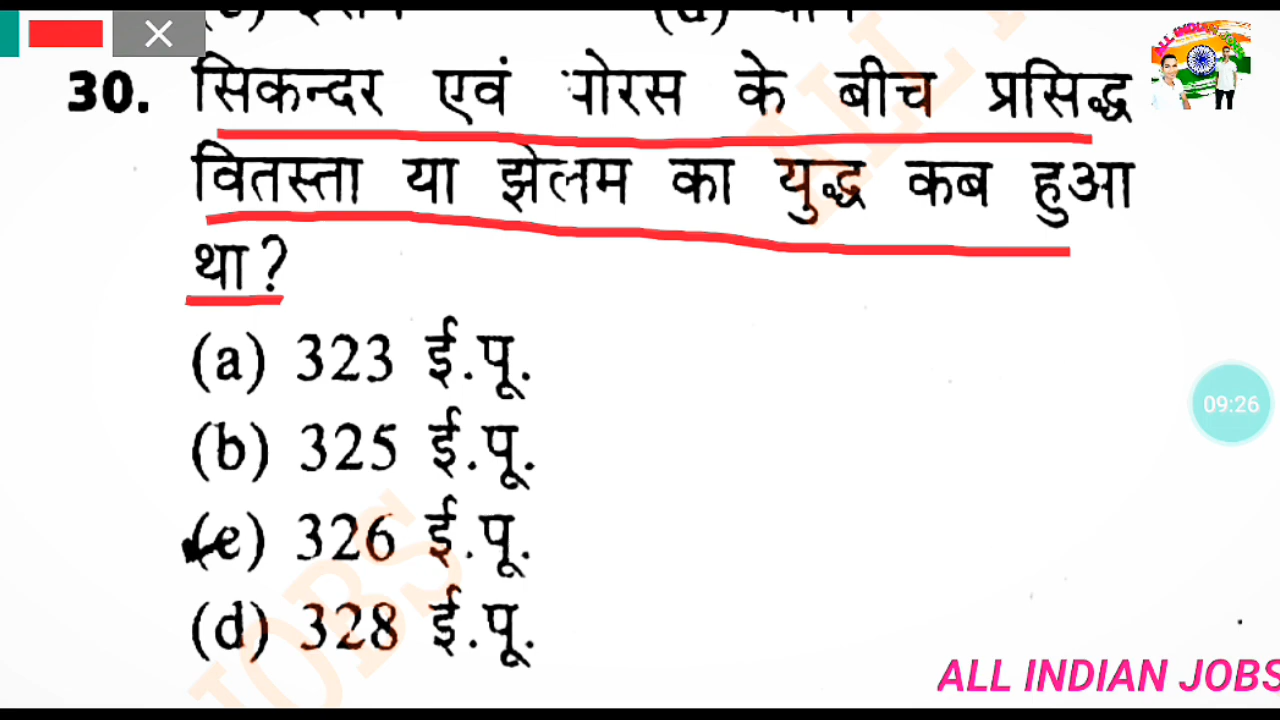 30. सिकन्दर एवं पोरस के बीच प्रसिद्ध
वितस्ता या झेलम का युद्ध कब हुआ
था?
(a) 323 ई.पू.
(b) 325 ई.पू.
(c) 326 ई.पू.
(d) 328 ई.पू.
09:26
ALL INDIAN JOBS